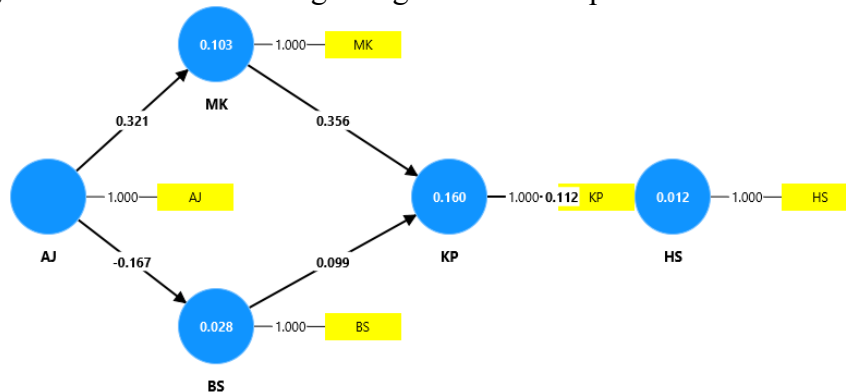 0.103 1.000 MK
MK
0.321 0.356
1.000 AJ 0.160 1.000 0.112 KP 0.012 1.000 HS
AJ KP HS
-0.167 0.099
0.028 1.000 BS
BS